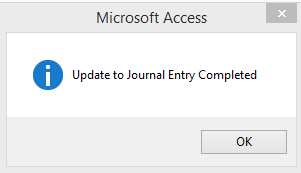 Microsoft Access
Update to Journal Entry Completed
OK